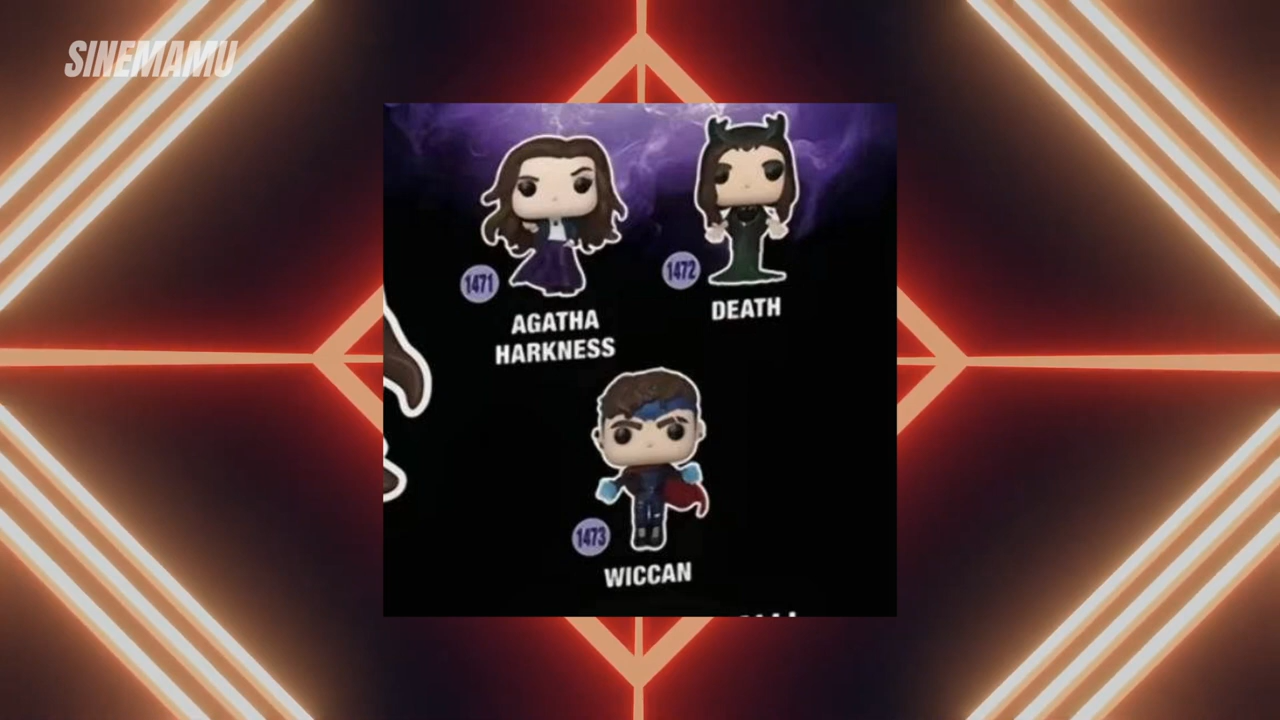 SINEMAMU
1471
1472
AGATHA
HARKNESS
DEATH
1473
WICCAN